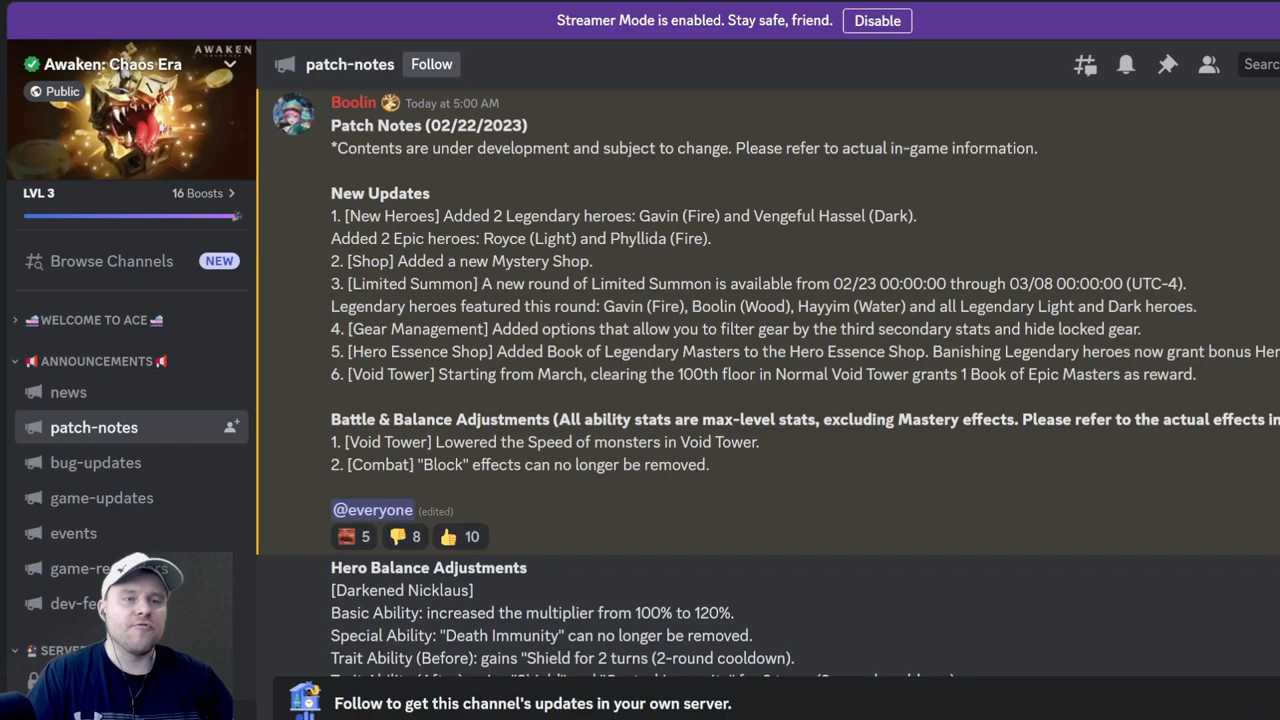 Streamer Mode is enabled. Stay safe, friend. Disable
AWAKEN
Awaken: Chaos Era
Public
LVL 3 16 Boosts
Browse Channels NEW
WELCOME TO ACE
ANNOUNCEMENTS
news
patch-notes
bug-updates
game-updates
events
patch-notes Follow
Boolin Today at 5:00 AM
Patch Notes (02/22/2023)
*Contents are under development and subject to change. Please refer to actual in-game information.
New Updates
1. [New Heroes] Added 2 Legendary heroes: Gavin (Fire) and Vengeful Hassel (Dark).
Added 2 Epic heroes: Royce (Light) and Phyllida (Fire).
2. [Shop] Added a new Mystery Shop.
3. [Limited Summon] A new round of Limited Summon is available from 02/23 00:00:00 through 03/08 00:00:00 (UTC-4).
Legendary heroes featured this round: Gavin (Fire), Boolin (Wood), Hayyim (Water) and all Legendary Light and Dark heroes.
4. [Gear Management] Added options that allow you to filter gear by the third secondary stats and hide locked gear.
5. [Hero Essence Shop] Added Book of Legendary Masters to the Hero Essence Shop. Banishing Legendary heroes now grant bonus
6. [Void Tower] Starting from March, clearing the 100th floor in Normal Void Tower grants 1 Book of Epic Masters as reward.
Battle & Balance Adjustments (All ability stats are max-level stats, excluding Mastery effects. Please refer to the actual effects
1. [Void Tower] Lowered the Speed of monsters in Void Tower.
2. [Combat] "Block" effects can no longer be removed.
@everyone (edited)
5 8 10
Hero Balance Adjustments
[Darkened Nicklaus]
Basic Ability: increased the multiplier from 100% to 120%.
Special Ability: "Death Immunity" can no longer be removed.
Trait Ability (Before): gains "Shield for 2 turns (2-round cooldown).
Follow to get this channel's updates in your own server.